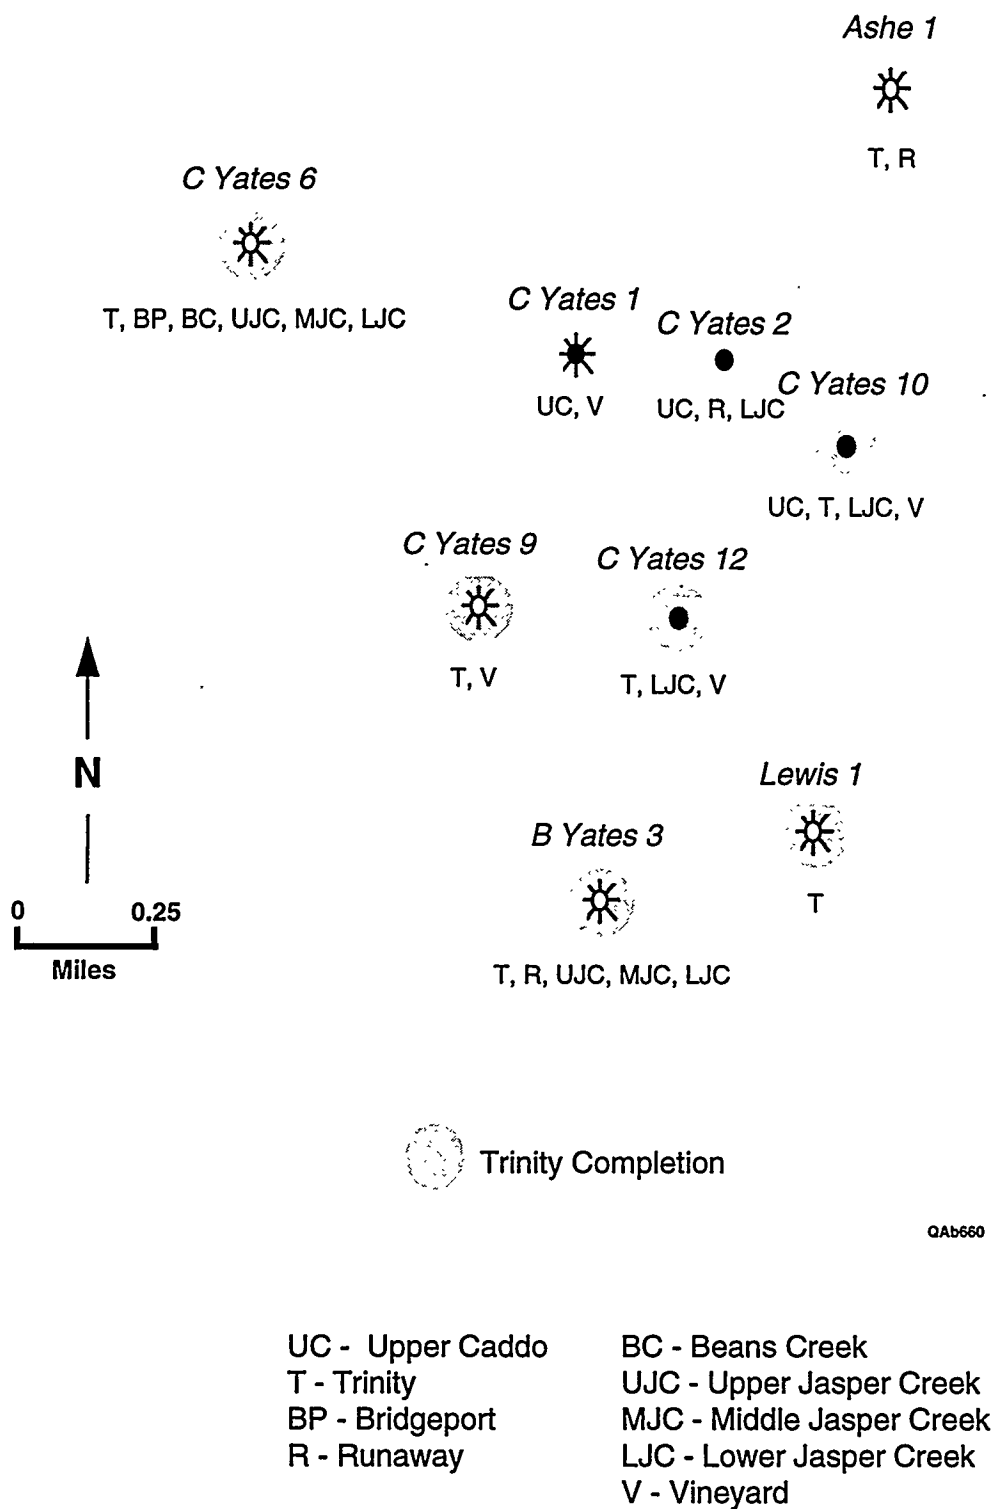 Ashe 1
T, R
C Yates 6
T, BP, BC, UJC, MJC, LJC
C Yates 1
UC, V
C Yates 2
UC, R, LJC
C Yates 10
UC, T, LJC, V
C Yates 9
T, V
C Yates 12
T, LJC, V
N
0 0.25
Miles
Lewis 1
T
B Yates 3
T, R, UJC, MJC, LJC
Trinity Completion
QAb660
UC - Upper Caddo
T - Trinity
BP - Bridgeport
R - Runaway
BC - Beans Creek
UJC - Upper Jasper Creek
MJC - Middle Jasper Creek
LJC - Lower Jasper Creek
V - Vineyard